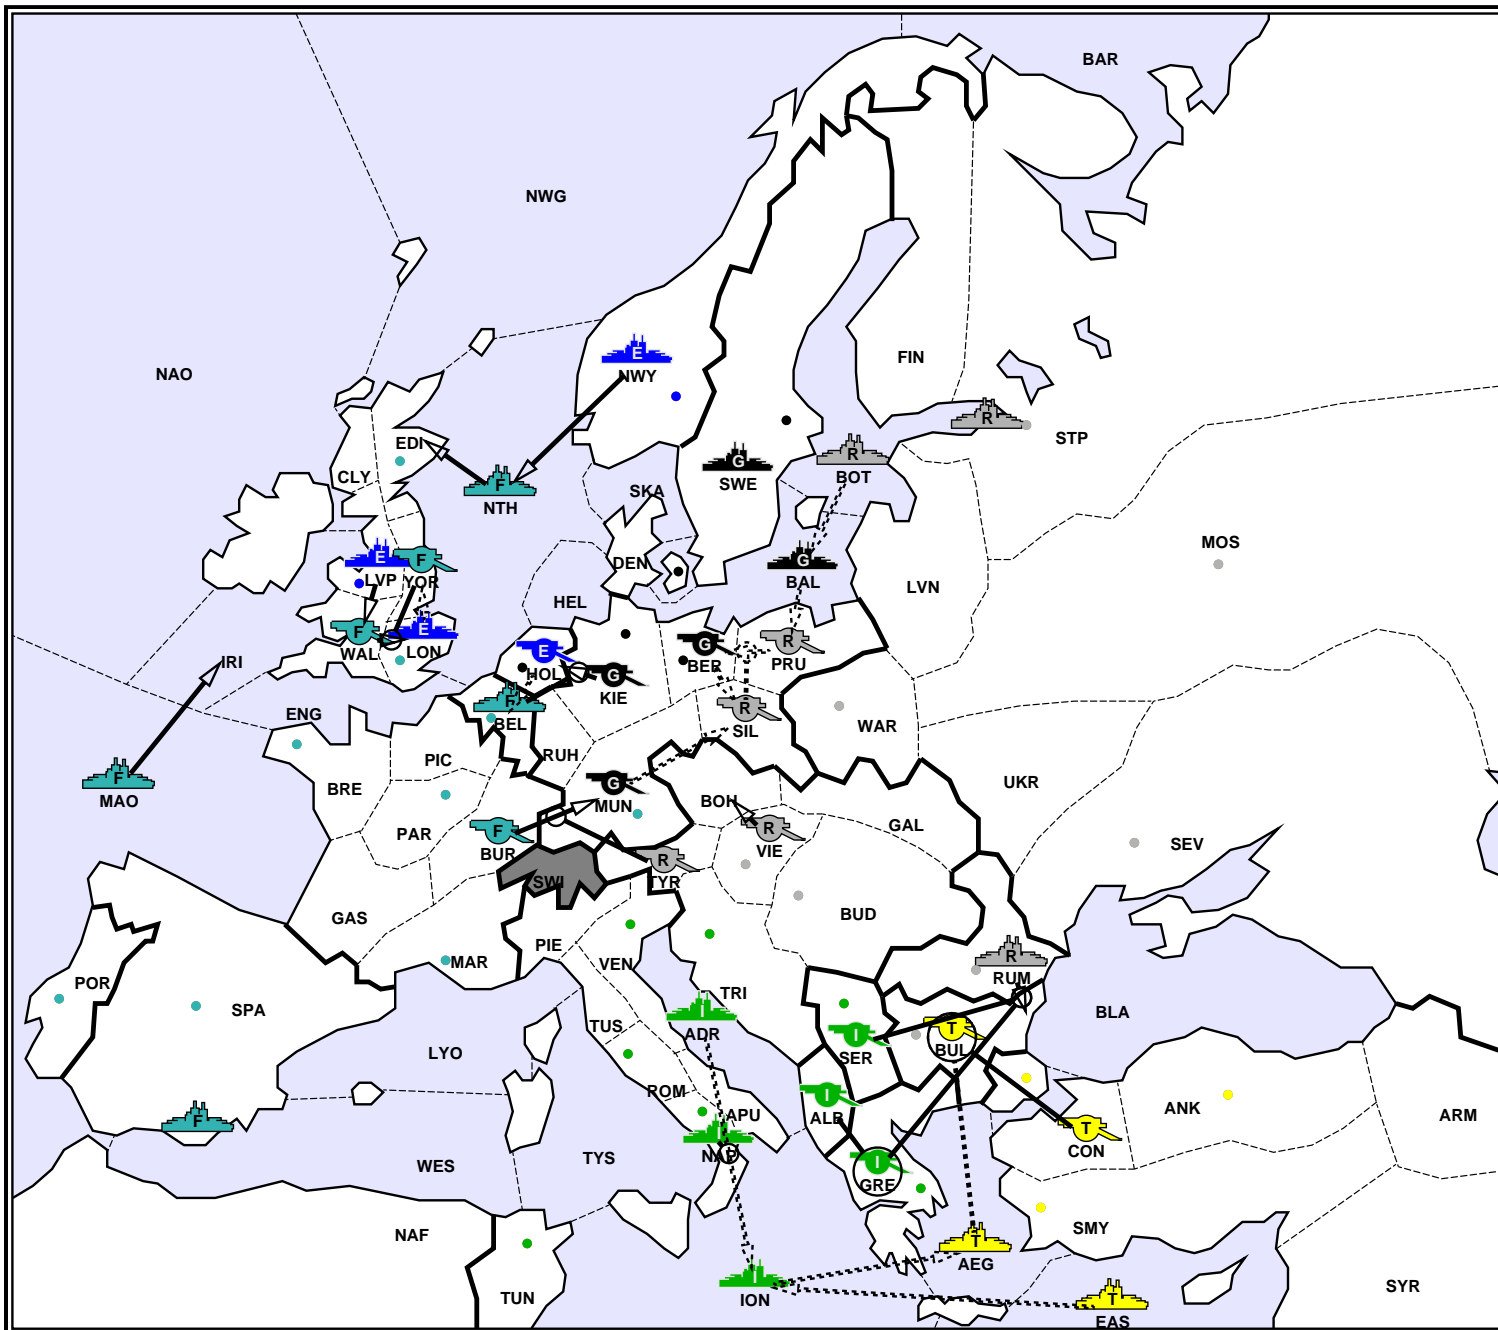 BAR
NWG
NAO
E
NWY
FIN
R
STP
EDI
R
BOT
G
SWE
CLY
F
NTH
SKA
MOS
E
F
LVP
YOR
G
BAL
DEN
LVN
HEL
F
E
WAL
LON
E
HOL
G
BER
R
PRU
IRI
G
KIE
F
BEL
R
SIL
ENG
WAR
PIC
RUH
F
MAO
BRE
G
MUN
BOH
UKR
PAR
F
BUR
R
VIE
GAL
SEV
R
TYR
SWI
GAS
BUD
PIE
VEN
MAR
R
RUM
POR
SPA
TRI
I
ADR
TUS
BLA
I
SER
T
BUL
LYO
ROM
I
ALB
APU
ANK
ARM
F
I
NAP
T
CON
WES
TYS
I
GRE
NAF
SMY
T
AEG
I
ION
TUN
T
EAS
SYR